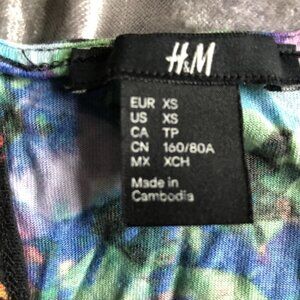 H&M
EUR XS
US XS
CA TP
CN 160/80A
MX XCH
Made in
Cambodia